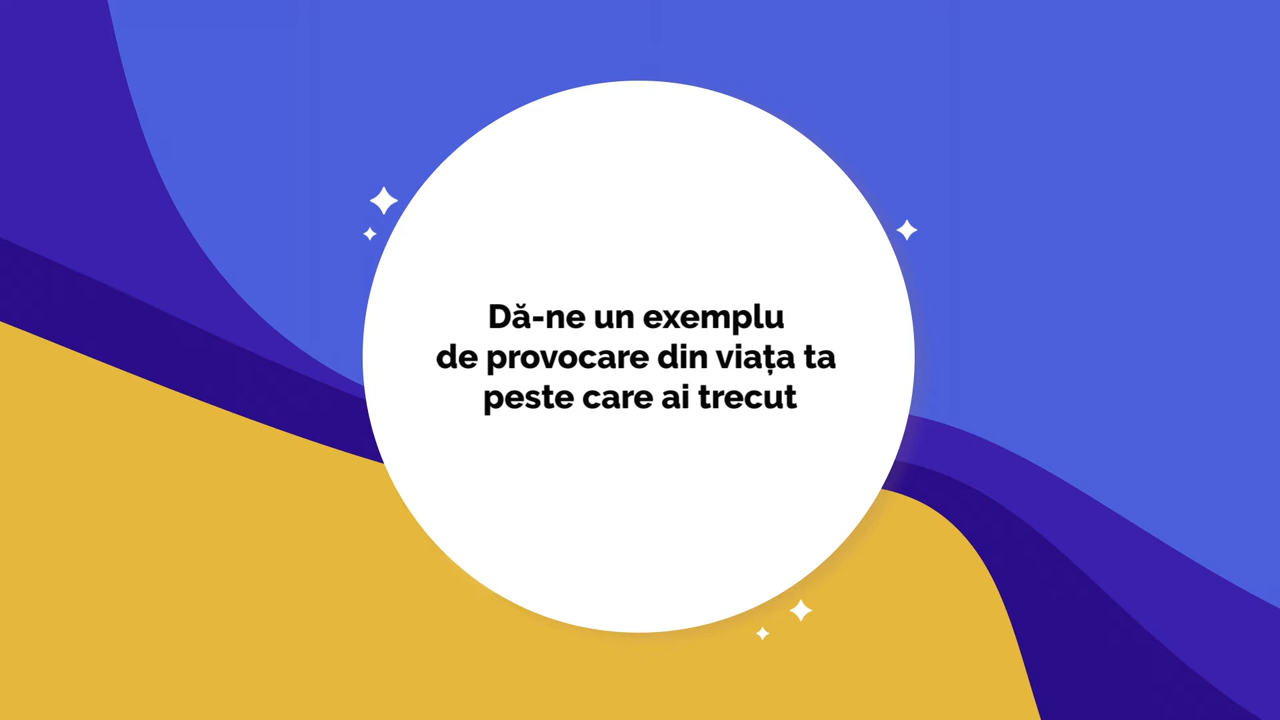 Dă-ne un exemplu
de provocare din viața ta
peste care ai trecut